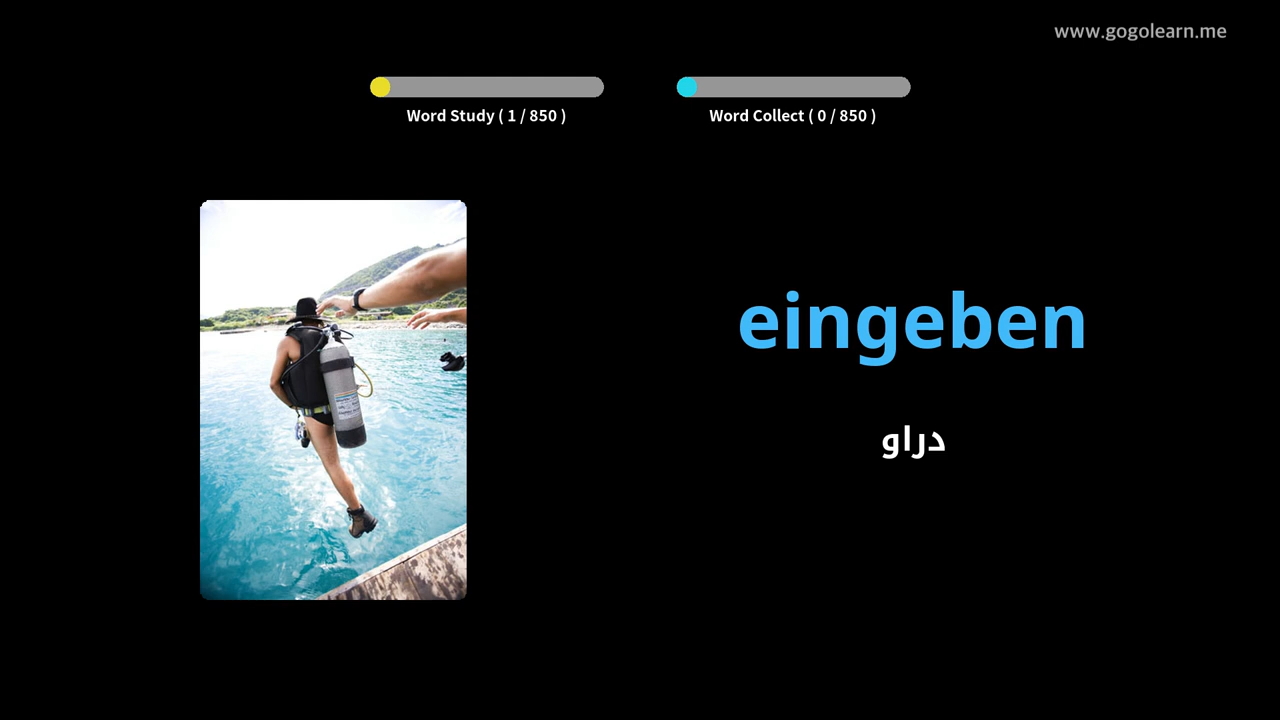 www.gogolearn.me
Word Study ( 1 / 850 )
Word Collect ( 0 / 850 )
eingeben
دراو